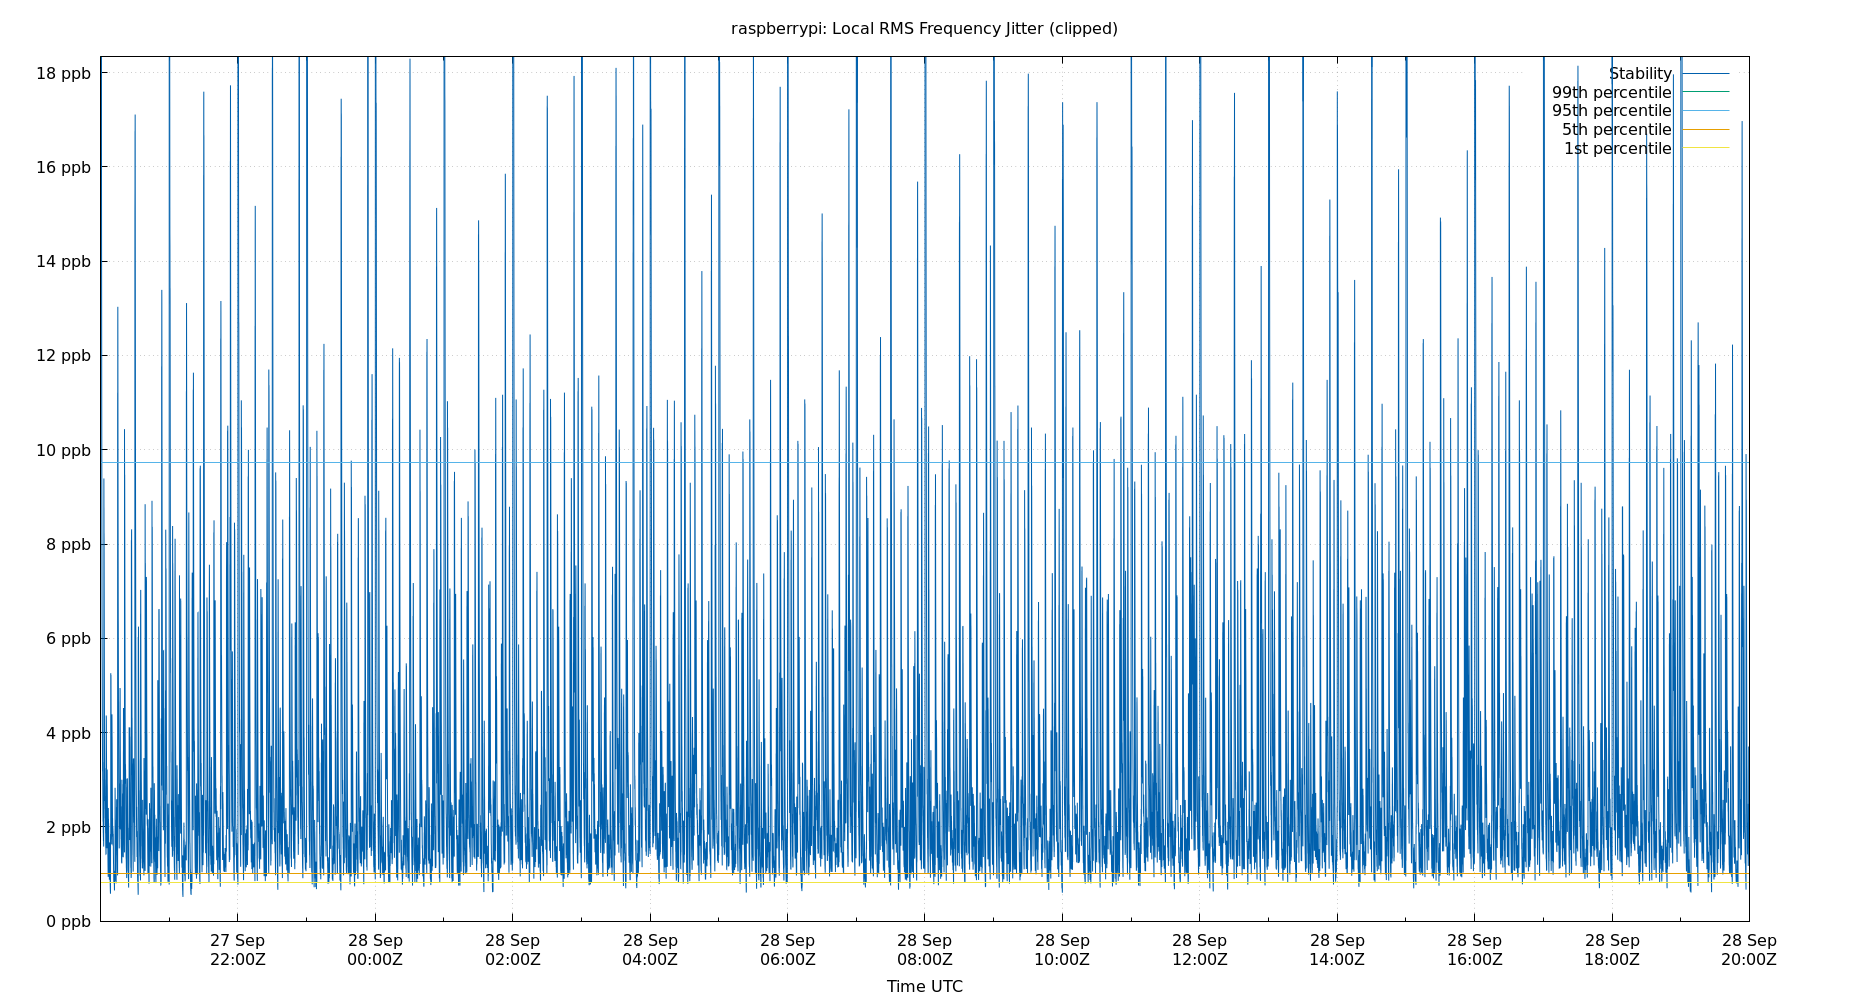 raspberrypi: Local RMS Frequency Jitter (clipped)
18 ppb
16 ppb
14 ppb
12 ppb
10 ppb
8 ppb
6 ppb
4 ppb
2 ppb
0 ppb
Stability
99th percentile
95th percentile
5th percentile
1st percentile
27 Sep 28 Sep 28 Sep 28 Sep 28 Sep 28 Sep 28 Sep 28 Sep 28 Sep 28 Sep 28 Sep 28 Sep
22:00Z 00:00Z 02:00Z 04:00Z 06:00Z 08:00Z 10:00Z 12:00Z 14:00Z 16:00Z 18:00Z 20:00Z
Time UTC